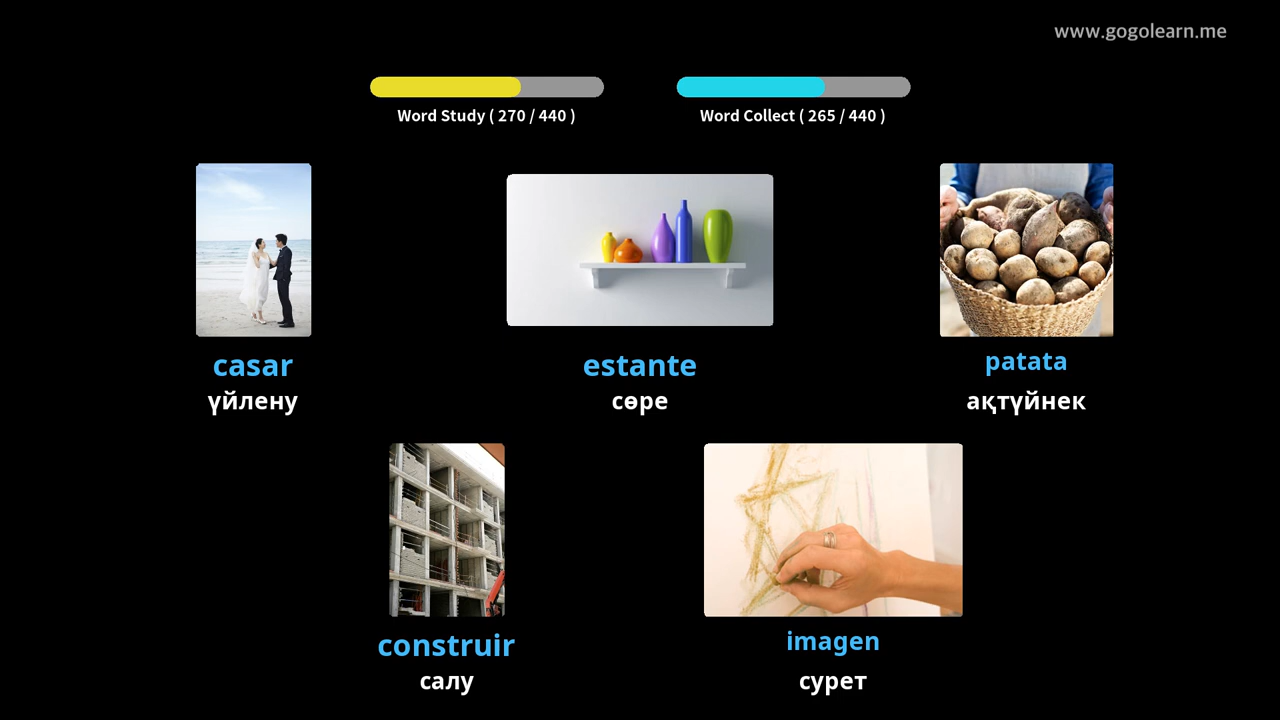 www.gogolearn.me
Word Study ( 270 / 440 )
Word Collect ( 265 / 440 )
casar
үйлену
estante
сөре
patata
ақтүйнек
construir
салу
imagen
сурет